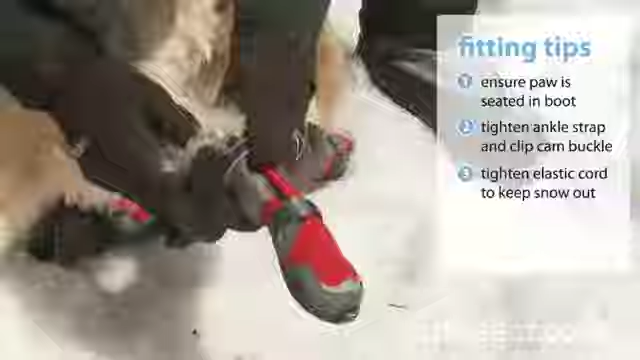 fitting tips
1 ensure paw is
seated in boot
2 tighten ankle strap
and clip cam buckle
3 tighten elastic cord
to keep snow out